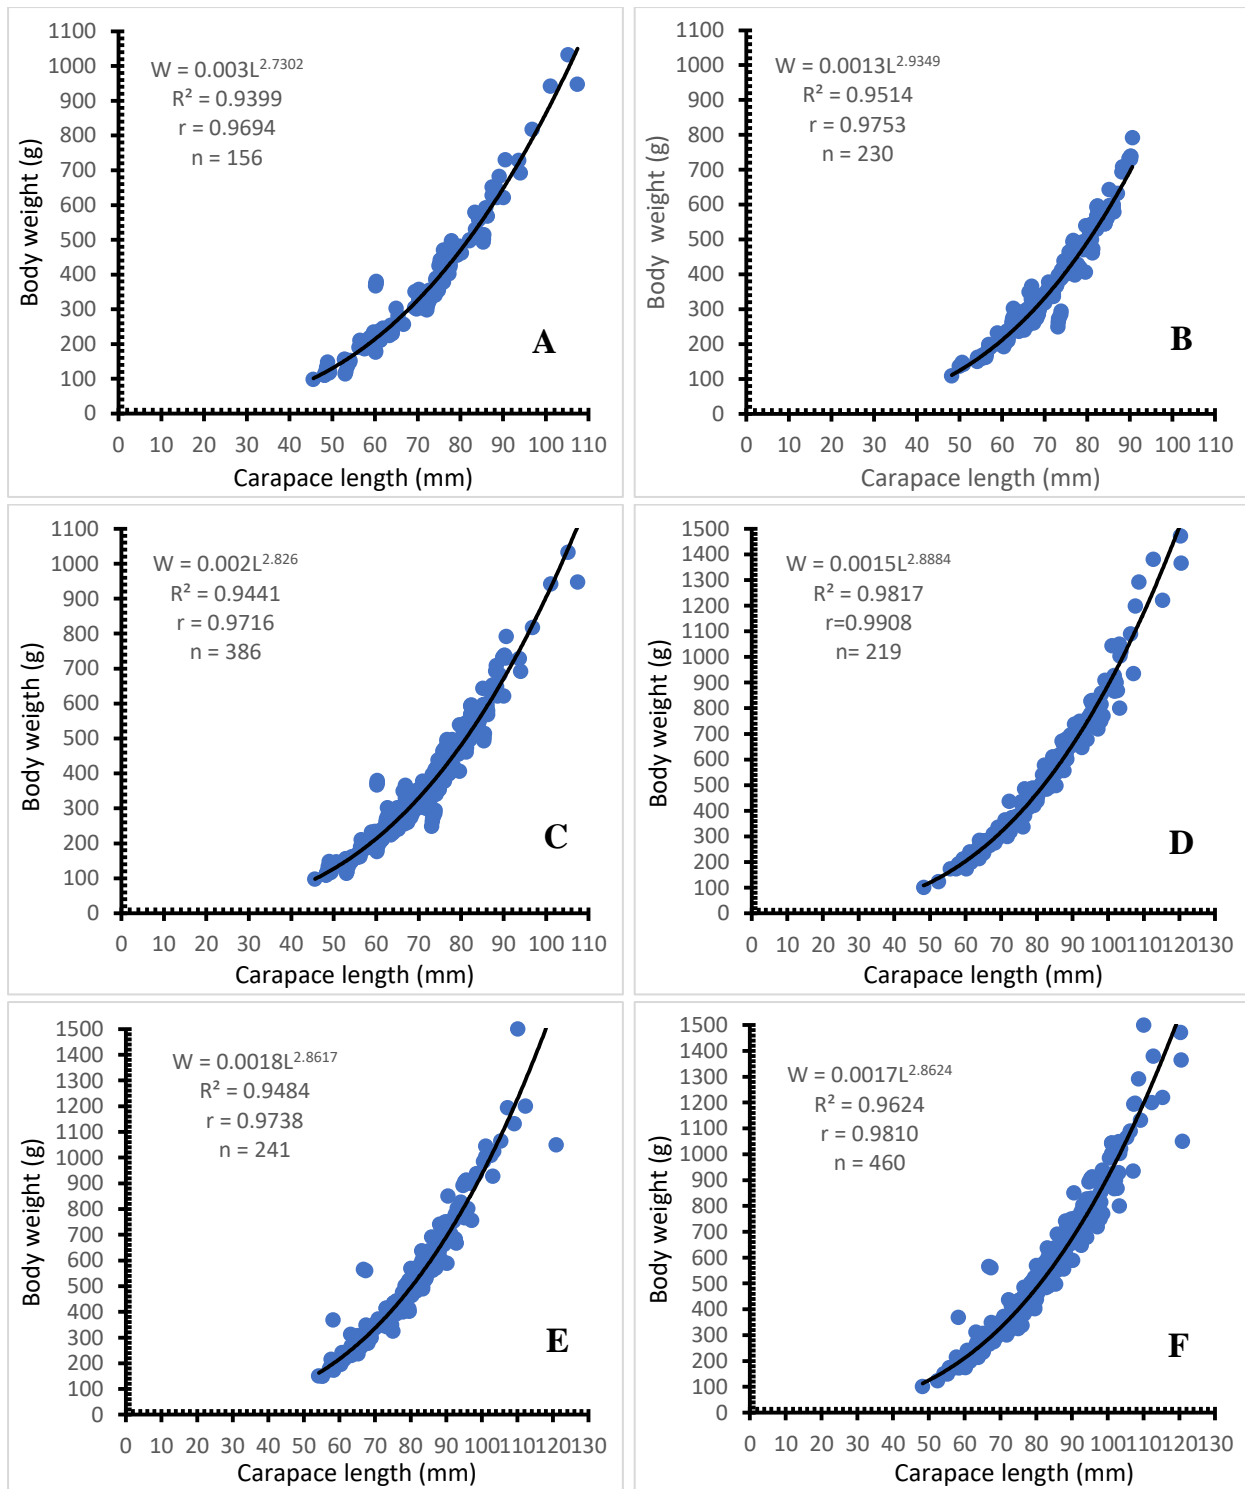 1100
1000
900
800
700
600
500
400
300
200
100
0
Body weight (g)
W = 0.003L^2.7302
R² = 0.9399
r = 0.9694
n = 156
A
0 10 20 30 40 50 60 70 80 90 100 110
Carapace length (mm)
1100
1000
900
800
700
600
500
400
300
200
100
0
Body weight (g)
W = 0.0013L^2.9349
R² = 0.9514
r = 0.9753
n = 230
B
0 10 20 30 40 50 60 70 80 90 100 110
Carapace length (mm)
1100
1000
900
800
700
600
500
400
300
200
100
0
Body weigth (g)
W = 0.002L^2.826
R² = 0.9441
r = 0.9716
n = 386
C
0 10 20 30 40 50 60 70 80 90 100 110
Carapace length (mm)
1500
1400
1300
1200
1100
1000
900
800
700
600
500
400
300
200
100
0
Body weight (g)
W = 0.0015L^2.8884
R² = 0.9817
r=0.9908
n= 219
D
0 10 20 30 40 50 60 70 80 90 100110120130
Carapace length (mm)
1500
1400
1300
1200
1100
1000
900
800
700
600
500
400
300
200
100
0
Body weight (g)
W = 0.0018L^2.8617
R² = 0.9484
r = 0.9738
n = 241
E
0 10 20 30 40 50 60 70 80 90 100110120130
Carapace length (mm)
1500
1400
1300
1200
1100
1000
900
800
700
600
500
400
300
200
100
0
Body weight (g)
W = 0.0017L^2.8624
R² = 0.9624
r = 0.9810
n = 460
F
0 10 20 30 40 50 60 70 80 90 100110120130
Carapace length (mm)